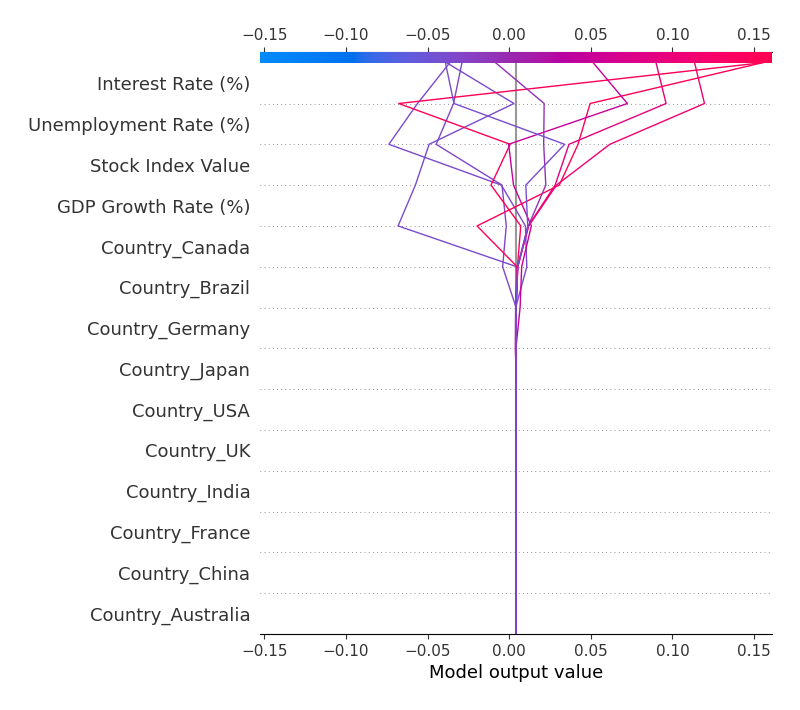 −0.15 −0.10 −0.05 0.00 0.05 0.10 0.15
Interest Rate (%)
Unemployment Rate (%)
Stock Index Value
GDP Growth Rate (%)
Country_Canada
Country_Brazil
Country_Germany
Country_Japan
Country_USA
Country_UK
Country_India
Country_France
Country_China
Country_Australia
−0.15 −0.10 −0.05 0.00 0.05 0.10 0.15
Model output value